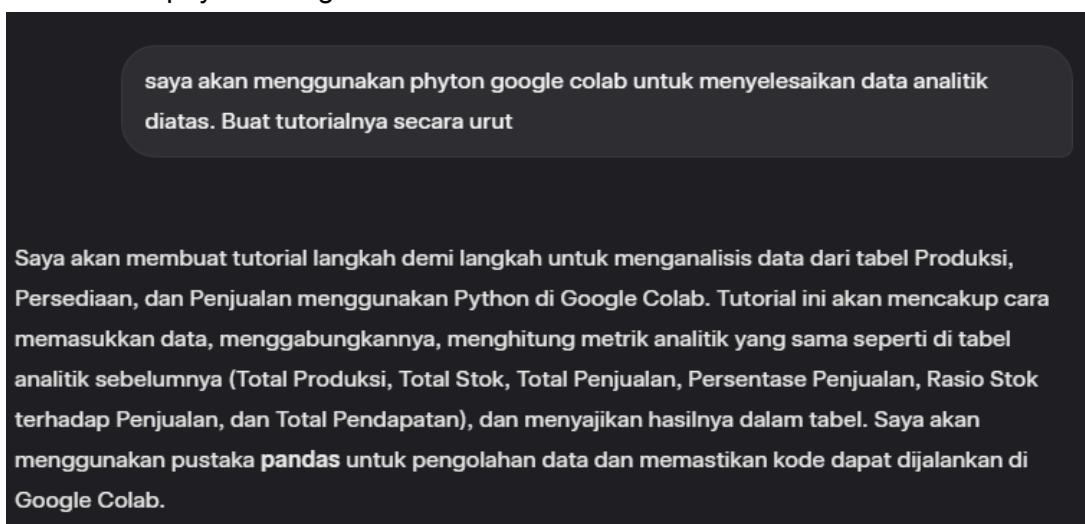 saya akan menggunakan phyton google colab untuk menyelesaikan data analitik
diatas. Buat tutorialnya secara urut
Saya akan membuat tutorial langkah demi langkah untuk menganalisis data dari tabel Produksi,
Persediaan, dan Penjualan menggunakan Python di Google Colab. Tutorial ini akan mencakup cara
memasukkan data, menggabungkannya, menghitung metrik analitik yang sama seperti di tabel
analitik sebelumnya (Total Produksi, Total Stok, Total Penjualan, Persentase Penjualan, Rasio Stok
terhadap Penjualan, dan Total Pendapatan), dan menyajikan hasilnya dalam tabel. Saya akan
menggunakan pustaka pandas untuk pengolahan data dan memastikan kode dapat dijalankan di
Google Colab.